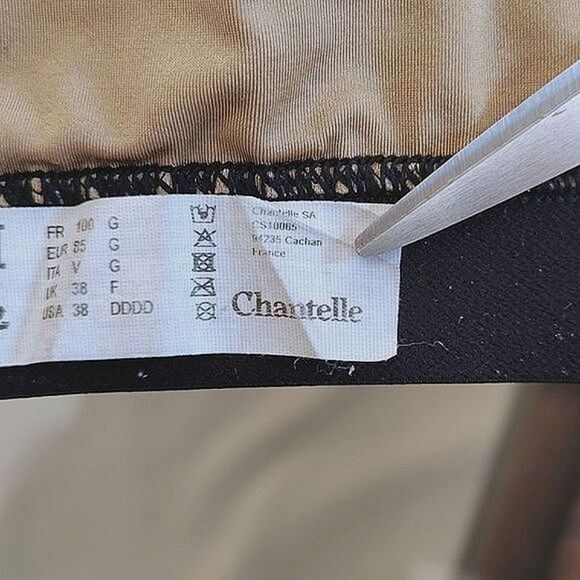 FR 100 G
EUR 85 G
ITA V G
UK 38 F
USA 38 DDDD
Chantelle SA
CS10065
94235 Cachan
France
Chantelle